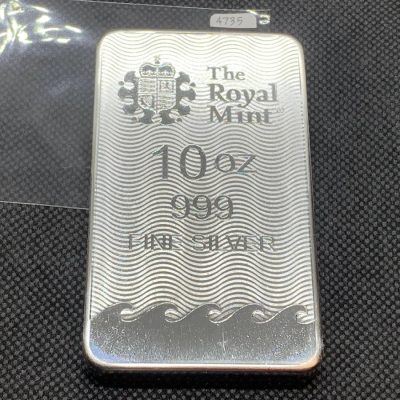 4735
The
Royal
Mint
10 oz
999
FINE SILVER